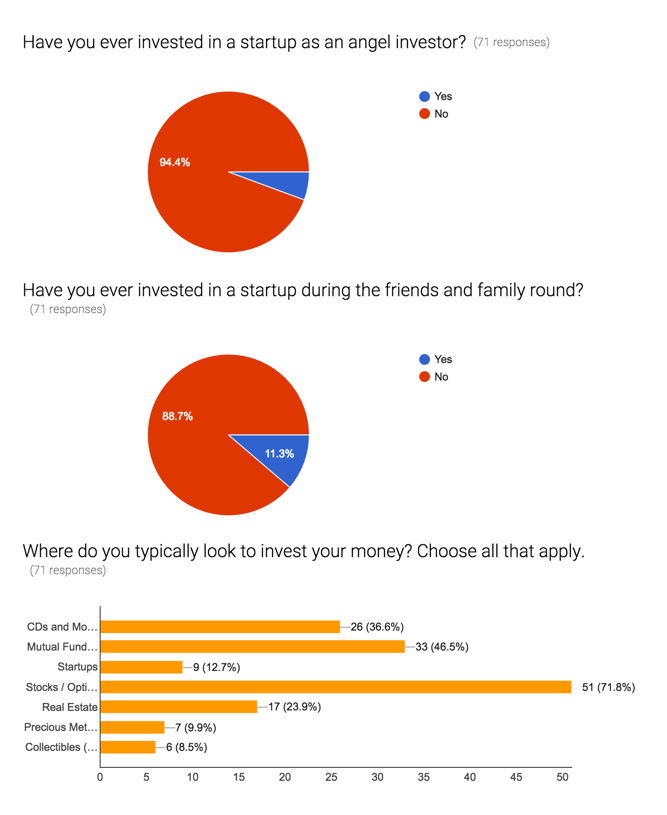 Have you ever invested in a startup as an angel investor? (71 responses)
Yes
No
94.4%
Have you ever invested in a startup during the friends and family round?
(71 responses)
Yes
No
88.7%
11.3%
Where do you typically look to invest your money? Choose all that apply.
(71 responses)
CDs and Mo... 26 (36.6%)
Mutual Fund... 33 (46.5%)
Startups 9 (12.7%)
Stocks / Opti... 51 (71.8%)
Real Estate 17 (23.9%)
Precious Met... 7 (9.9%)
Collectibles (... 6 (8.5%)
0 5 10 15 20 25 30 35 40 45 50